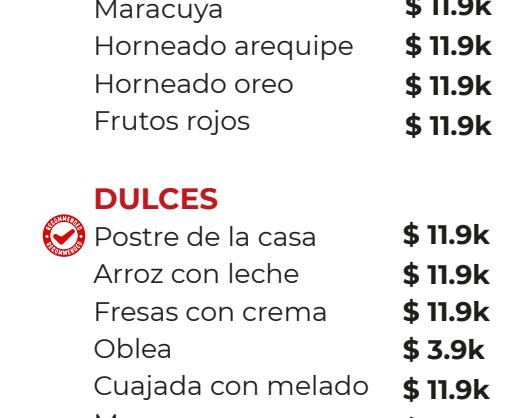 Maracuya $ 11.9k
Horneado arequipe $ 11.9k
Horneado oreo $ 11.9k
Frutos rojos $ 11.9k
DULCES
RECOMMENDED
RECOMMENDED
Postre de la casa $ 11.9k
Arroz con leche $ 11.9k
Fresas con crema $ 11.9k
Oblea $ 3.9k
Cuajada con melado $ 11.9k